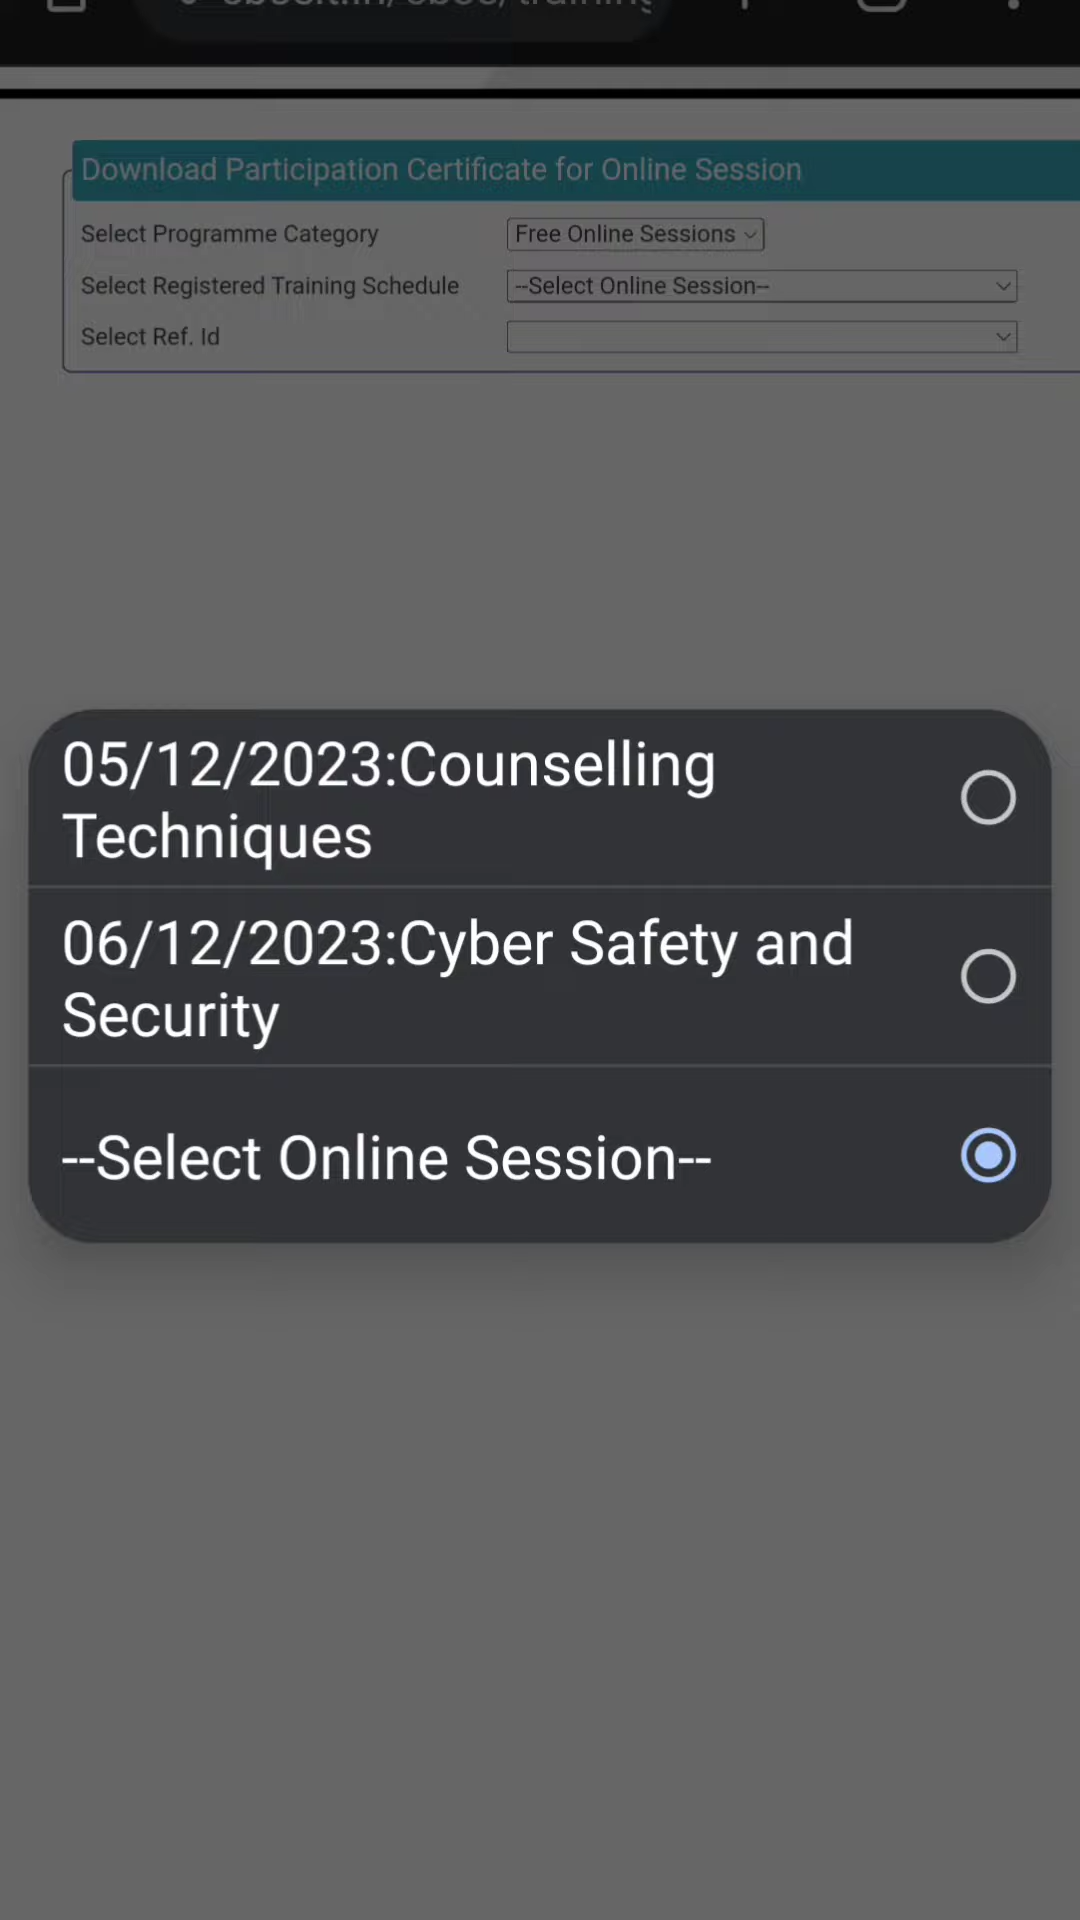 Download Participation Certificate for Online Session
Select Programme Category
Free Online Sessions
Select Registered Training Schedule
--Select Online Session--
Select Ref. Id
05/12/2023:Counselling
Techniques
06/12/2023:Cyber Safety and
Security
--Select Online Session--